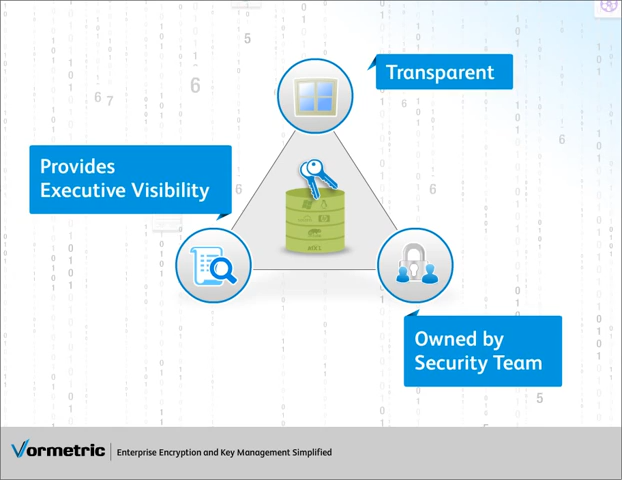 Transparent
Provides
Executive Visibility
Owned by
Security Team
Vormetric
Enterprise Encryption and Key Management Simplified